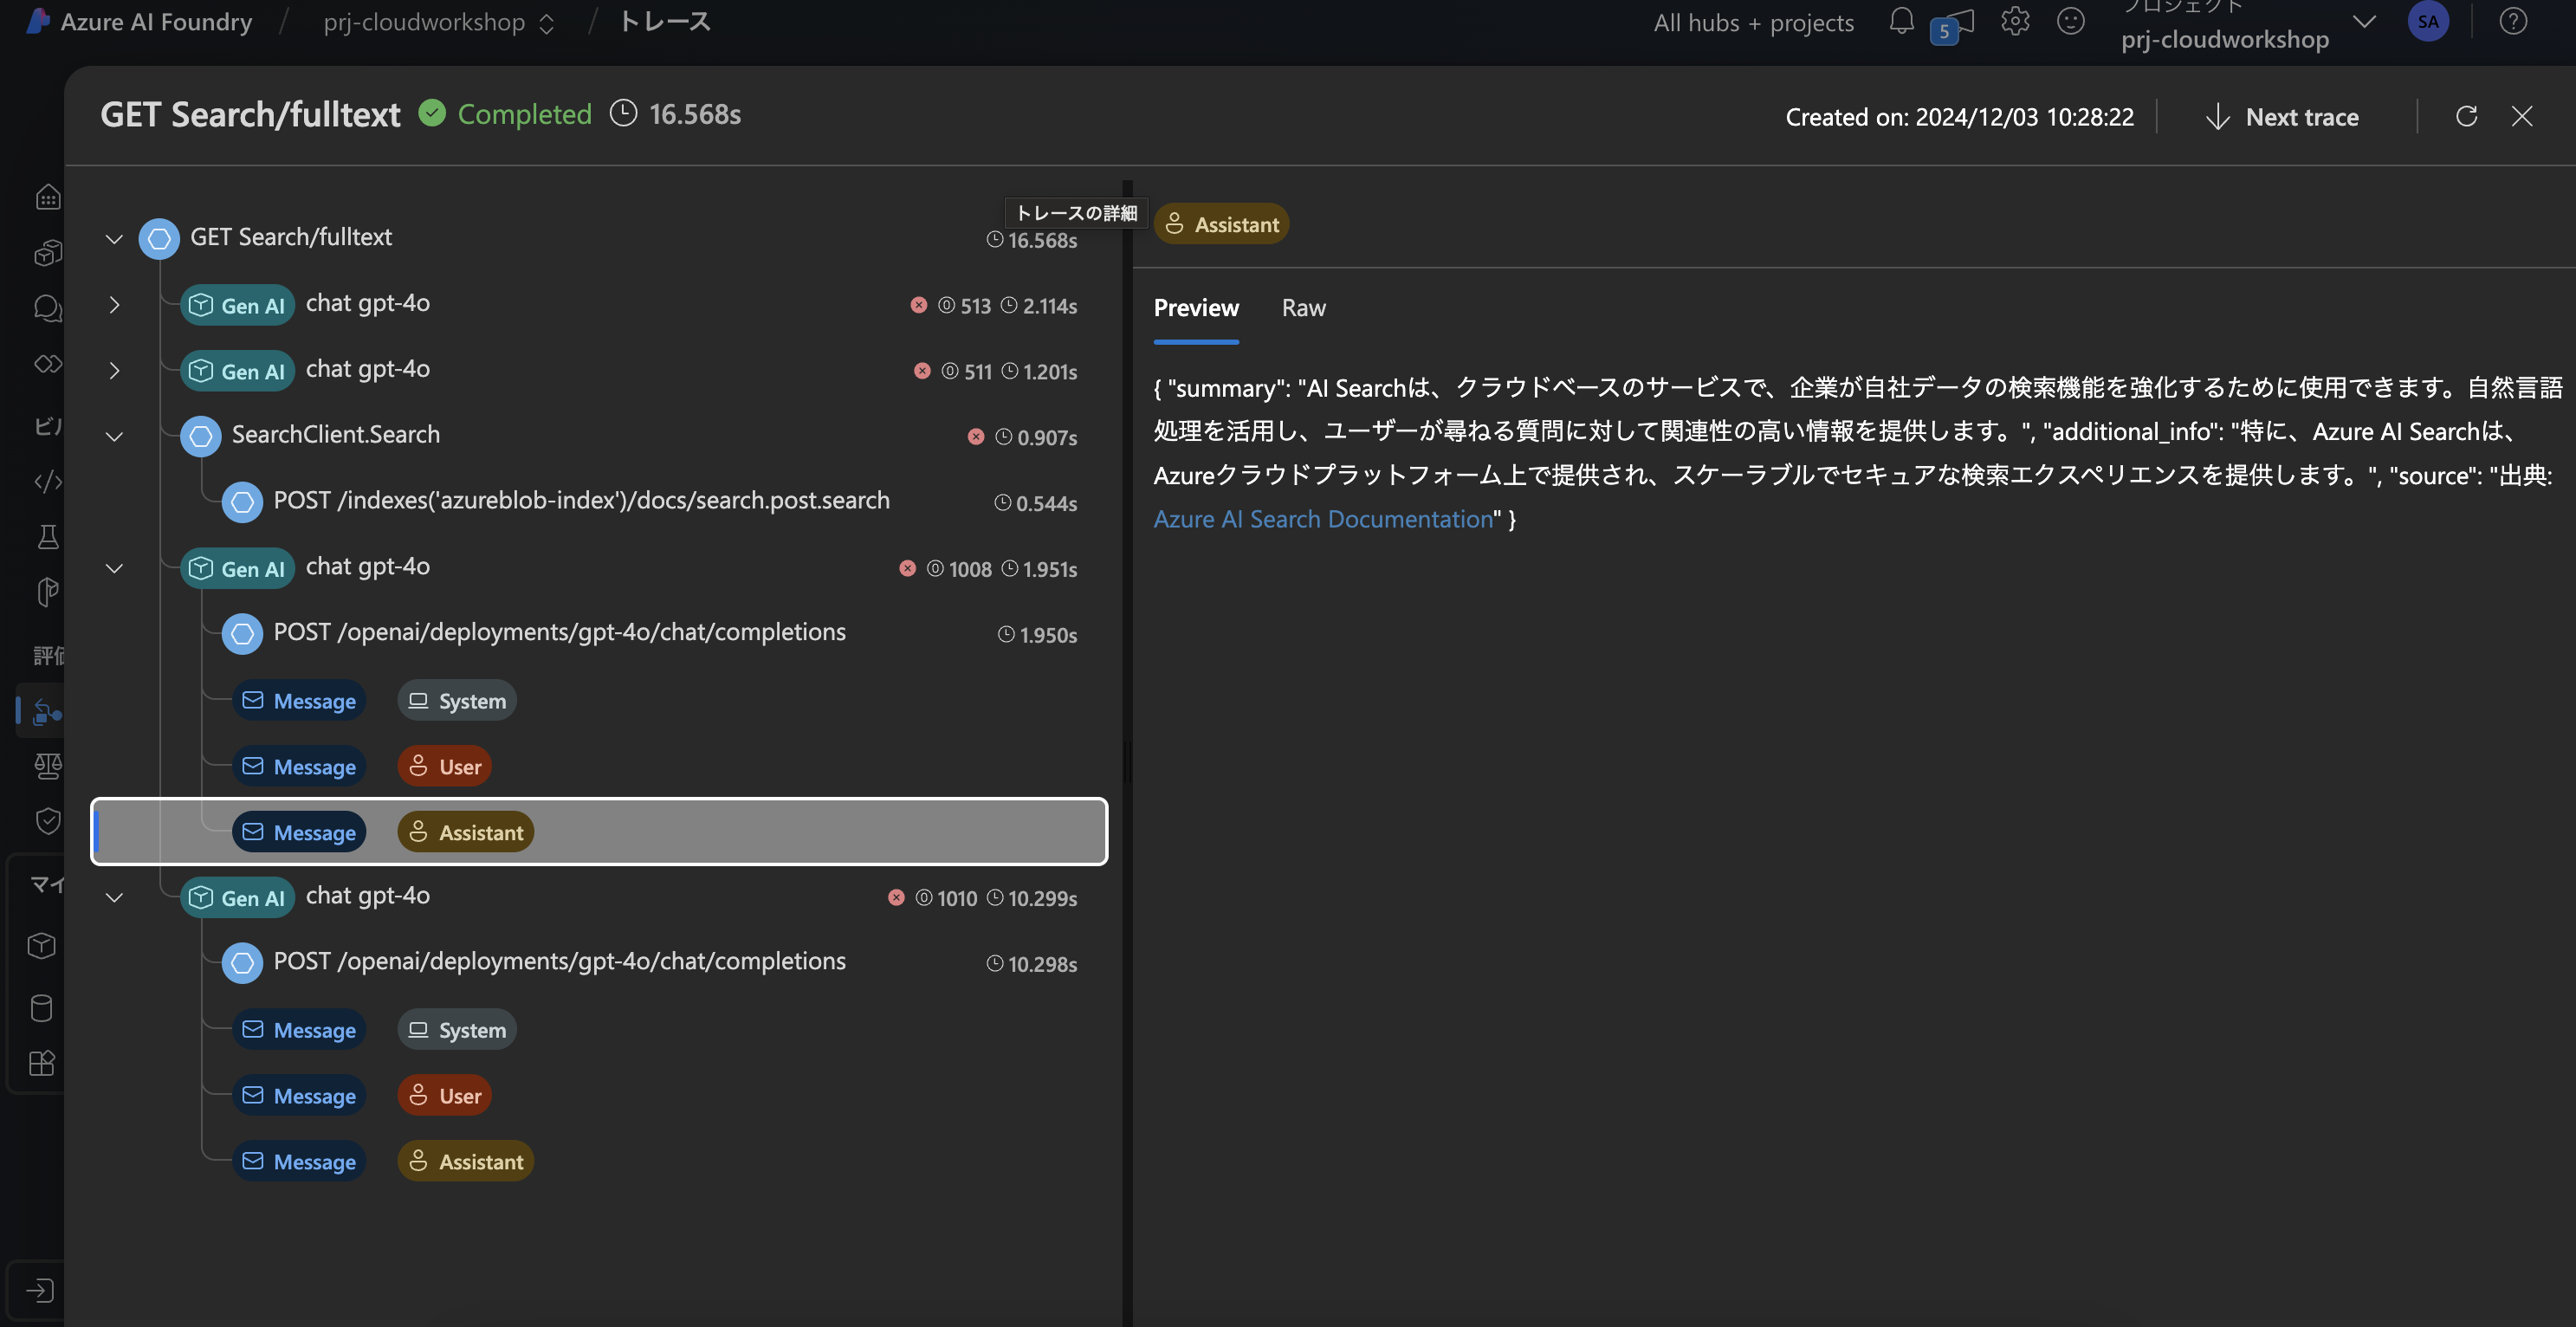 Azure AI Foundry / prj-cloudworkshop / トレース
All hubs + projects
5
プロジェクト
prj-cloudworkshop
SA
GET Search/fulltext Completed 16.568s
Created on: 2024/12/03 10:28:22
Next trace
トレースの詳細
GET Search/fulltext 16.568s
Gen AI chat gpt-4o 513 2.114s
Gen AI chat gpt-4o 511 1.201s
SearchClient.Search 0.907s
POST /indexes('azureblob-index')/docs/search.post.search 0.544s
Gen AI chat gpt-4o 1008 1.951s
POST /openai/deployments/gpt-4o/chat/completions 1.950s
Message System
Message User
Message Assistant
Gen AI chat gpt-4o 1010 10.299s
POST /openai/deployments/gpt-4o/chat/completions 10.298s
Message System
Message User
Message Assistant
Assistant
Preview Raw
{ "summary": "AI Searchは、クラウドベースのサービスで、企業が自社データの検索機能を強化するために使用できます。自然言語
処理を活用し、ユーザーが尋ねる質問に対して関連性の高い情報を提供します。", "additional_info": "特に、Azure AI Searchは、
Azureクラウドプラットフォーム上で提供され、スケーラブルでセキュアな検索エクスペリエンスを提供します。", "source": "出典:
Azure AI Search Documentation" }
評価
マイ